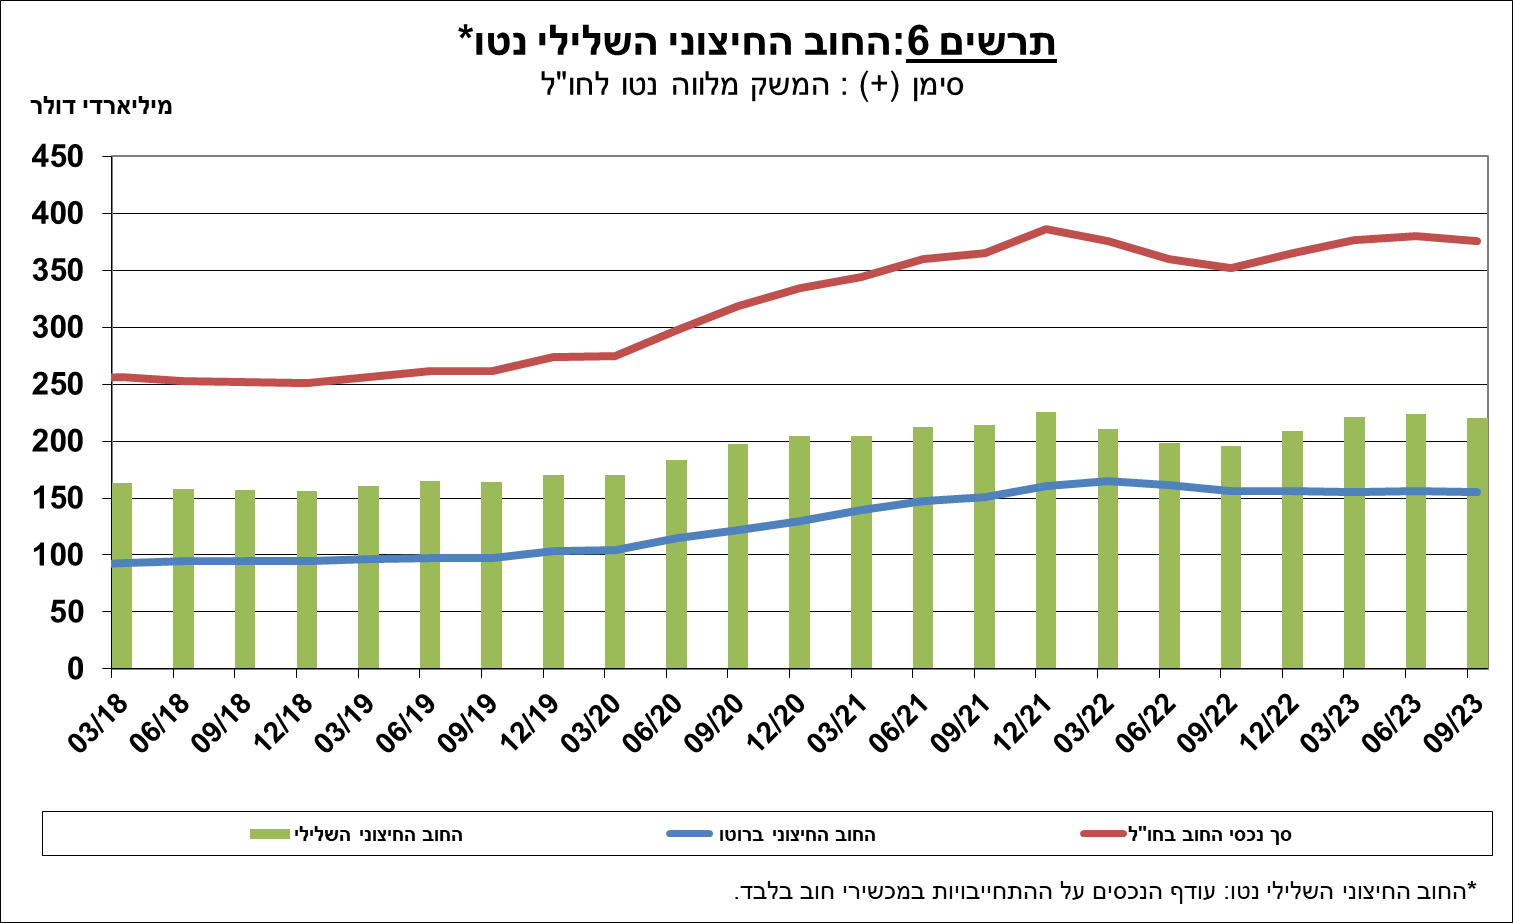 תרשים 6:החוב החיצוני השלילי נטו*
סימן (+) : המשק מלווה נטו לחו"ל
מיליארדי דולר
450
400
350
300
250
200
150
100
50
0
03/18 06/18 09/18 12/18 03/19 06/19 09/19 12/19 03/20 06/20 09/20 12/20 03/21 06/21 09/21 12/21 03/22 06/22 09/22 12/22 03/23 06/23 09/23
סך נכסי החוב בחו"ל החוב החיצוני ברוטו החוב החיצוני השלילי
*החוב החיצוני השלילי נטו: עודף הנכסים על ההתחייבויות במכשירי חוב בלבד.